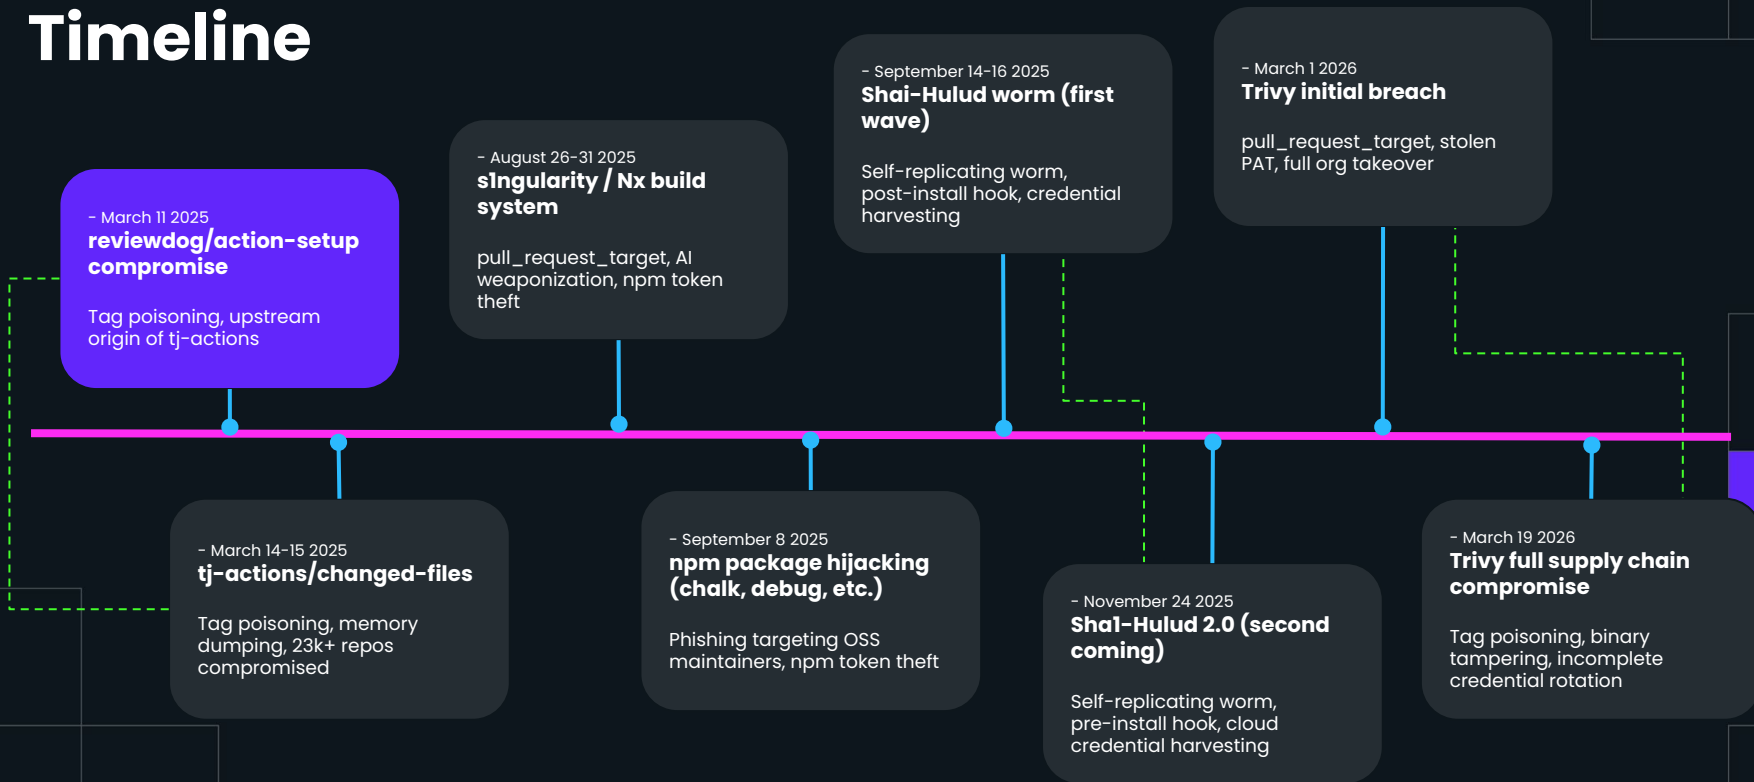 Timeline
- March 11 2025
reviewdog/action-setup
compromise
Tag poisoning, upstream
origin of tj-actions
- March 14-15 2025
tj-actions/changed-files
Tag poisoning, memory
dumping, 23k+ repos
compromised
- August 26-31 2025
s1ngularity / Nx build
system
pull_request_target, AI
weaponization, npm token
theft
- September 8 2025
npm package hijacking
(chalk, debug, etc.)
Phishing targeting OSS
maintainers, npm token theft
- September 14-16 2025
Shai-Hulud worm (first
wave)
Self-replicating worm,
post-install hook, credential
harvesting
- November 24 2025
Sha1-Hulud 2.0 (second
coming)
Self-replicating worm,
pre-install hook, cloud
credential harvesting
- March 1 2026
Trivy initial breach
pull_request_target, stolen
PAT, full org takeover
- March 19 2026
Trivy full supply chain
compromise
Tag poisoning, binary
tampering, incomplete
credential rotation